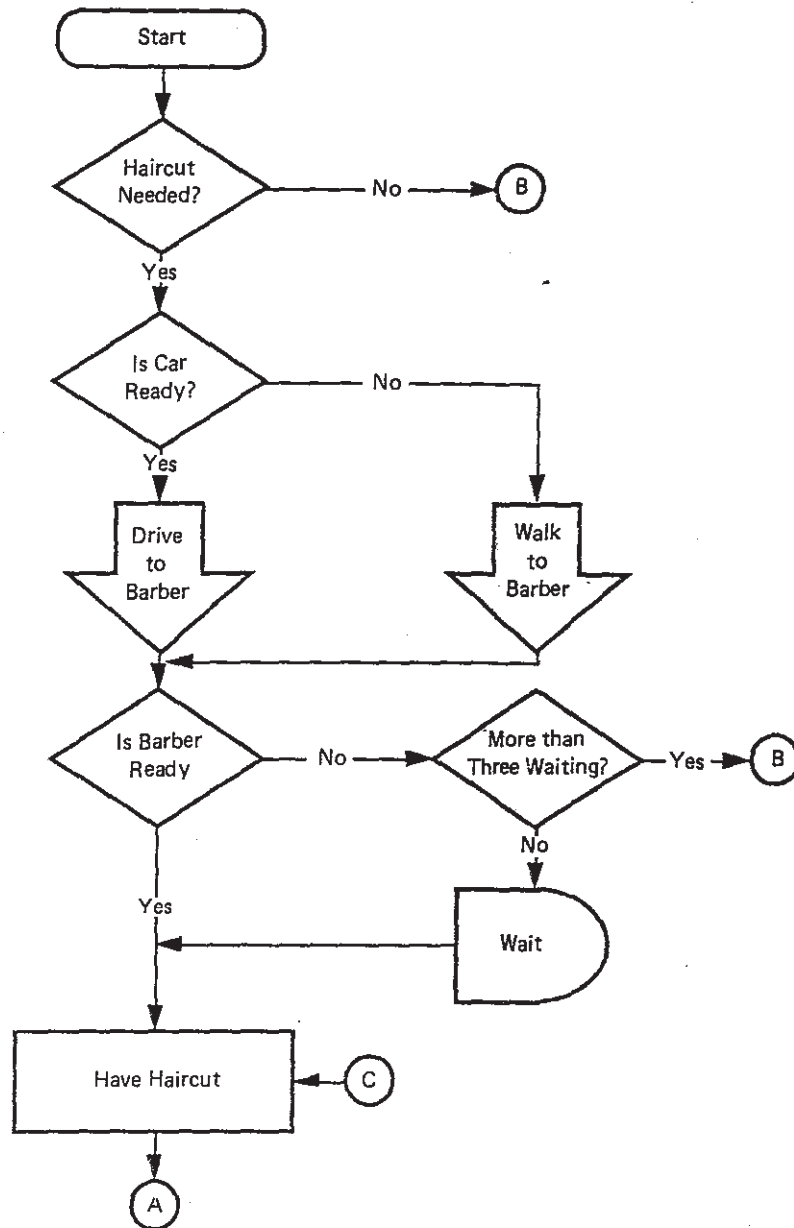 Start
Haircut
Needed?
No
B
Yes
Is Car
Ready?
No
Yes
Drive
to
Barber
Walk
to
Barber
Is Barber
Ready
No
More than
Three Waiting?
Yes
B
No
Yes
Wait
Have Haircut
C
A